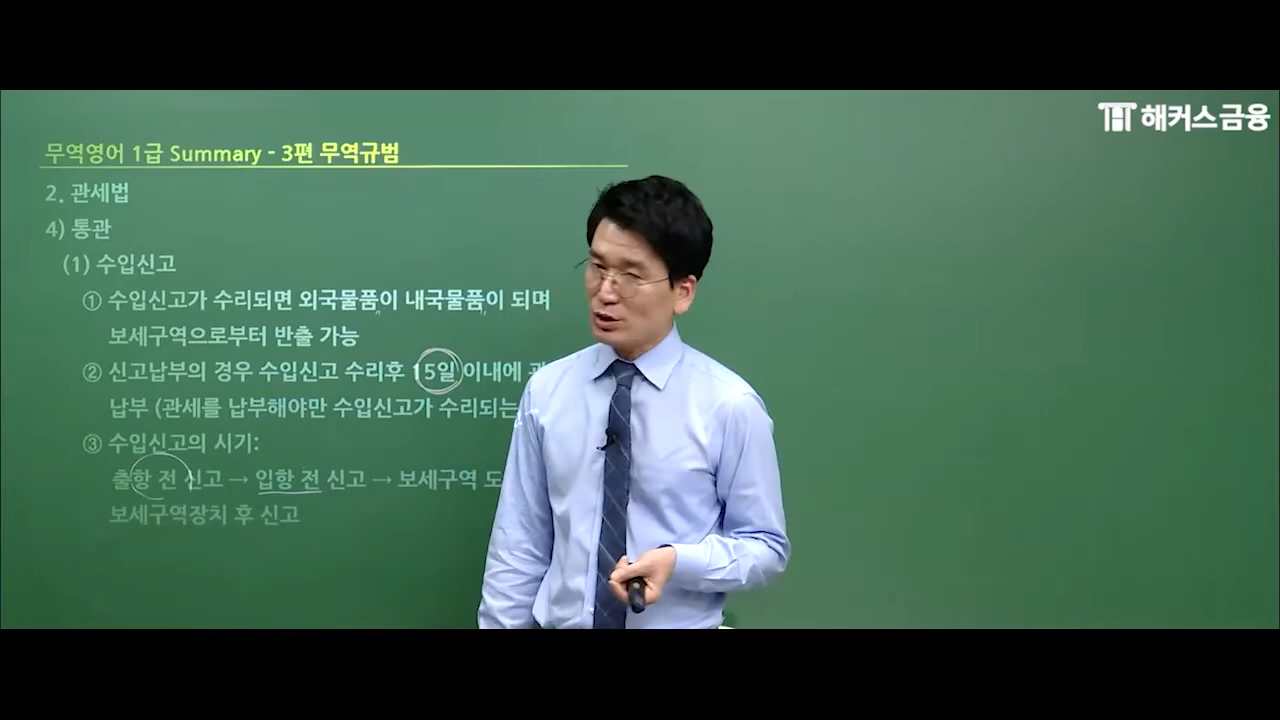 해커스금융
무역영어 1급 Summary - 3편 무역규범
2. 관세법
4) 통관
(1) 수입신고
① 수입신고가 수리되면 외국물품이 내국물품이 되며
보세구역으로부터 반출 가능
② 신고납부의 경우 수입신고 수리후 15일 이내에
납부 (관세를 납부해야만 수입신고가 수리되는
③ 수입신고의 시기:
출항 전 신고 → 입항 전 신고 → 보세구역 도
보세구역장치 후 신고